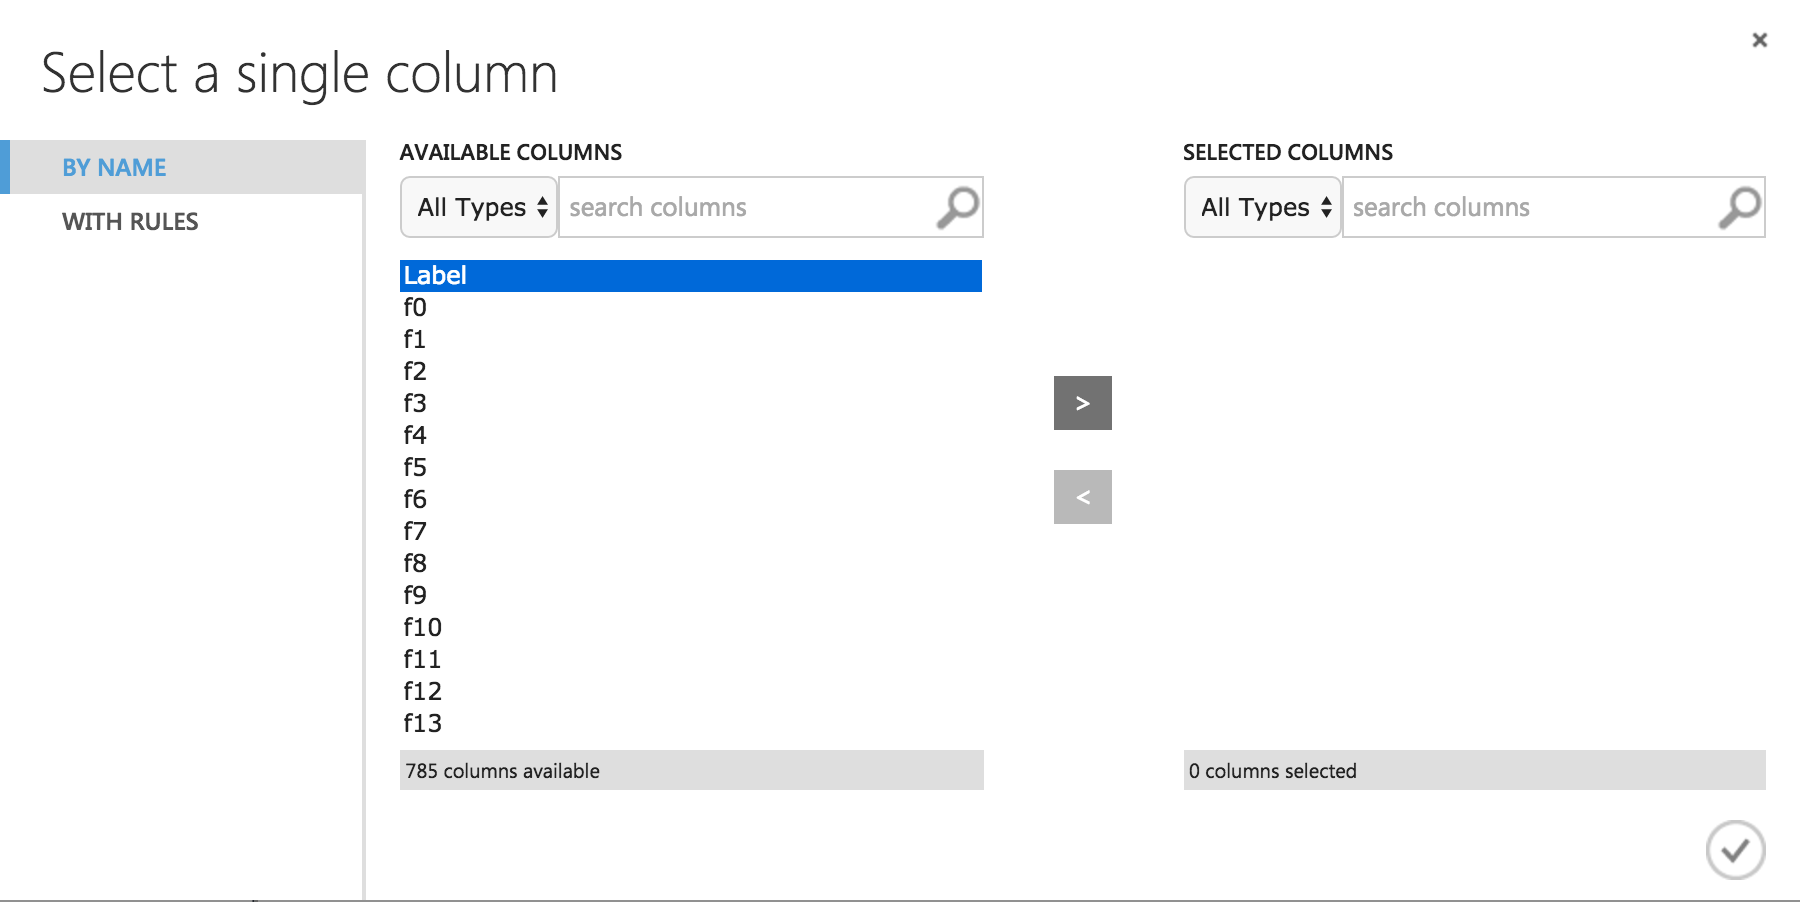 Select a single column
BY NAME
WITH RULES
AVAILABLE COLUMNS
All Types
search columns
Label
f0
f1
f2
f3
f4
f5
f6
f7
f8
f9
f10
f11
f12
f13
785 columns available
>
<
SELECTED COLUMNS
All Types
search columns
0 columns selected